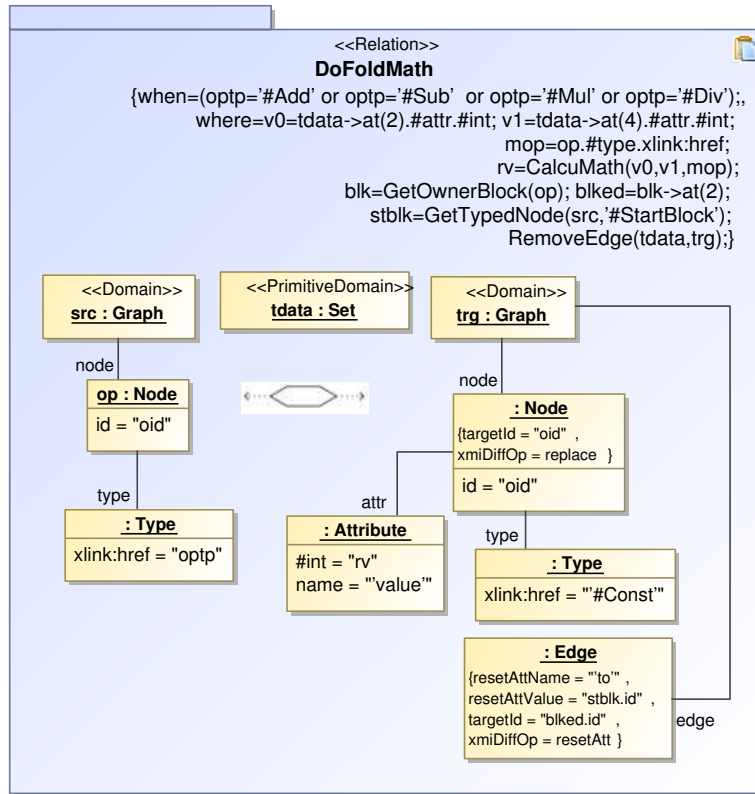 <<Relation>>
DoFoldMath
{when=(optp='#Add' or optp='#Sub' or optp='#Mul' or optp='#Div');,
where=v0=tdata->at(2).#attr.#int; v1=tdata->at(4).#attr.#int;
mop=op.#type.xlink:href;
rv=CalcuMath(v0,v1,mop);
blk=GetOwnerBlock(op); blked=blk->at(2);
stblk=GetTypedNode(src,'#StartBlock');
RemoveEdge(tdata,trg);}
<<Domain>>
src : Graph
<<PrimitiveDomain>>
tdata : Set
<<Domain>>
trg : Graph
node
op : Node
id = "oid"
type
: Type
xlink:href = "optp"
node
: Node
{targetId = "oid" ,
xmiDiffOp = replace }
id = "oid"
attr
: Attribute
#int = "rv"
name = "'value'"
type
: Type
xlink:href = "'#Const'"
: Edge
{resetAttName = "'to'" ,
resetAttValue = "stblk.id" ,
targetId = "blked.id" ,
xmiDiffOp = resetAtt }
edge